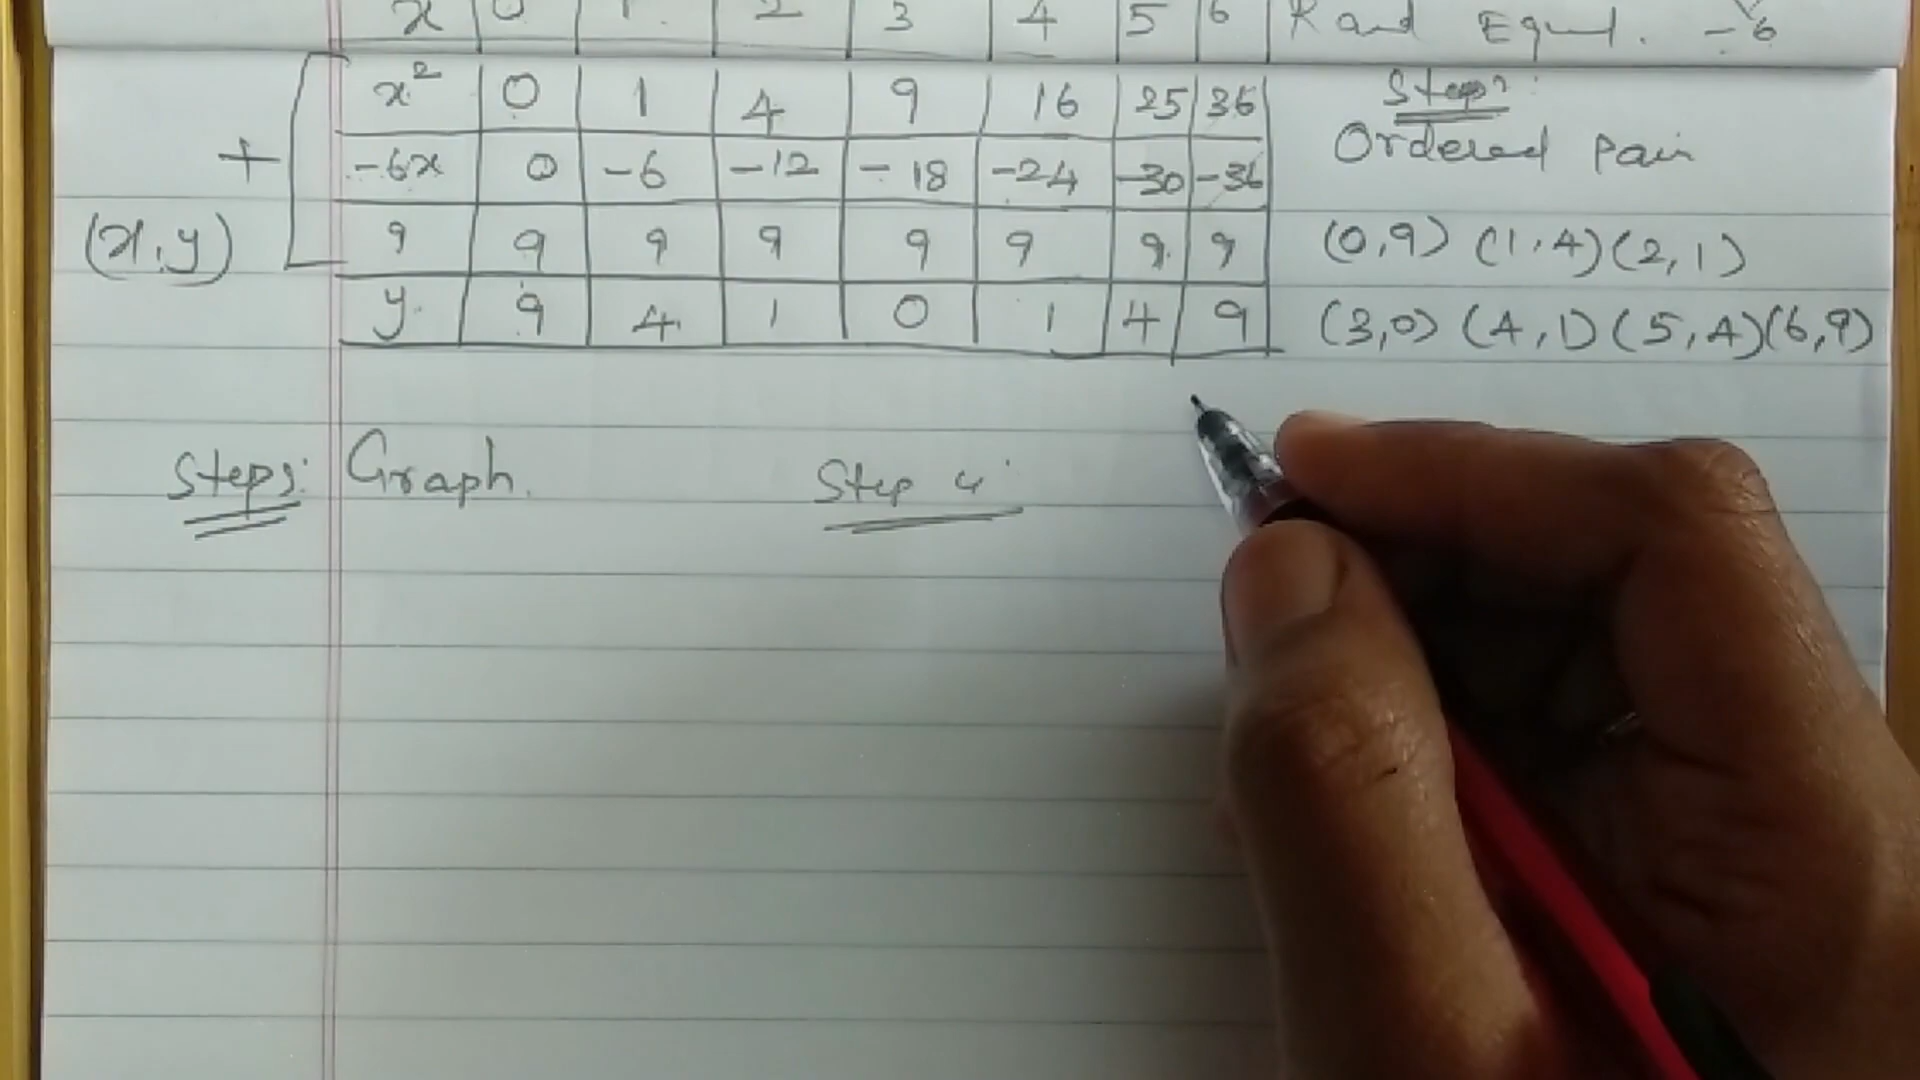 x 0 1 2 3 4 5 6 R and Equal. -6
x² 0 1 4 9 16 25 36 Step:
+ -6x 0 -6 -12 -18 -24 -30 -36 Ordered pair
(x,y) 9 9 9 9 9 9 9 9 (0,9) (1,4) (2,1)
y 9 4 1 0 1 4 9 (3,0) (4,1) (5,4) (6,9)
Step3: Graph. Step 4: